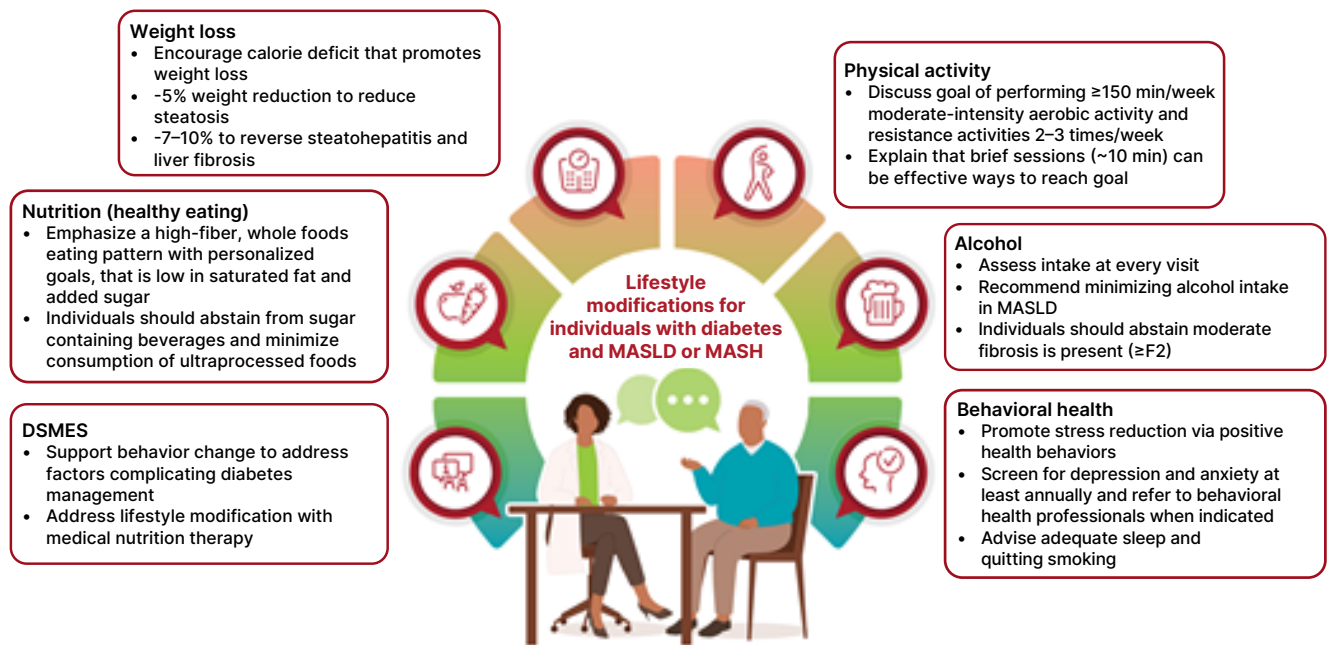 Weight loss
• Encourage calorie deficit that promotes
weight loss
• -5% weight reduction to reduce
steatosis
• -7–10% to reverse steatohepatitis and
liver fibrosis
Nutrition (healthy eating)
• Emphasize a high-fiber, whole foods
eating pattern with personalized
goals, that is low in saturated fat and
added sugar
• Individuals should abstain from sugar
containing beverages and minimize
consumption of ultraprocessed foods
DSMES
• Support behavior change to address
factors complicating diabetes
management
• Address lifestyle modification with
medical nutrition therapy
Lifestyle
modifications for
individuals with diabetes
and MASLD or MASH
Physical activity
• Discuss goal of performing ≥150 min/week
moderate-intensity aerobic activity and
resistance activities 2–3 times/week
• Explain that brief sessions (~10 min) can
be effective ways to reach goal
Alcohol
• Assess intake at every visit
• Recommend minimizing alcohol intake
in MASLD
• Individuals should abstain moderate
fibrosis is present (≥F2)
Behavioral health
• Promote stress reduction via positive
health behaviors
• Screen for depression and anxiety at
least annually and refer to behavioral
health professionals when indicated
• Advise adequate sleep and
quitting smoking